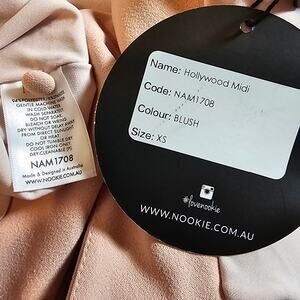 GENTLE MACHINE WASH
IN COLD WATER
WASH SEPARATELY
DO NOT SOAK,
BLEACH OR WRING
DRY WITHOUT DELAY AWAY
FROM DIRECT SUNLIGHT
OR HEAT
DO NOT TUMBLE DRY
COOL IRON ONLY
DRY-CLEANABLE (P)
NAM1708
Made & Designed in Australia
WWW.NOOKIE.COM.AU
Name: Hollywood Midi
Code: NAM1708
Colour: BLUSH
Size: XS
#lovenookie
WWW.NOOKIE.COM.AU